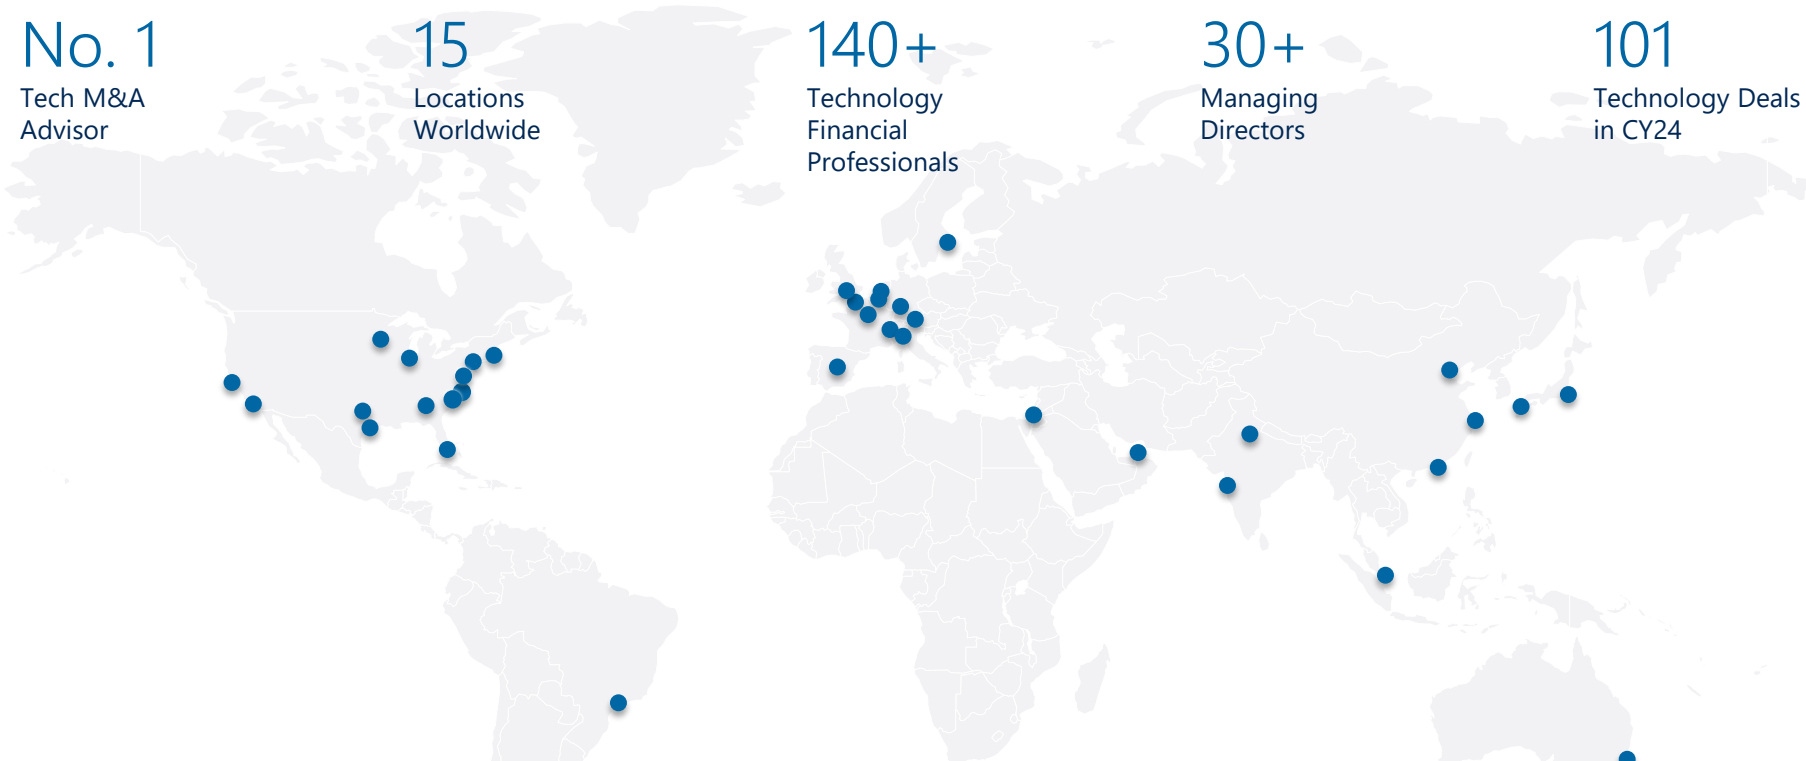 No. 1
Tech M&A
Advisor
15
Locations
Worldwide
140+
Technology
Financial
Professionals
30+
Managing
Directors
101
Technology Deals
in CY24